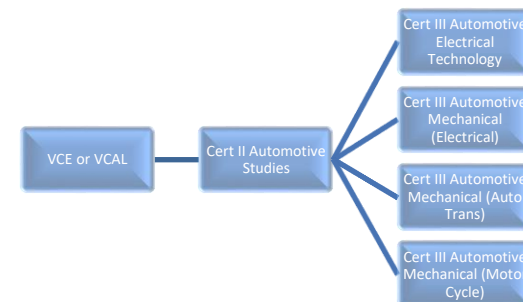 VCE or VCAL
Cert II Automotive
Studies
Cert III Automotive
Electrical
Technology
Cert III Automotive
Mechanical
(Electrical)
Cert III Automotive
Mechanical (Auto
Trans)
Cert III Automotive
Mechanical (Moto
Cycle)